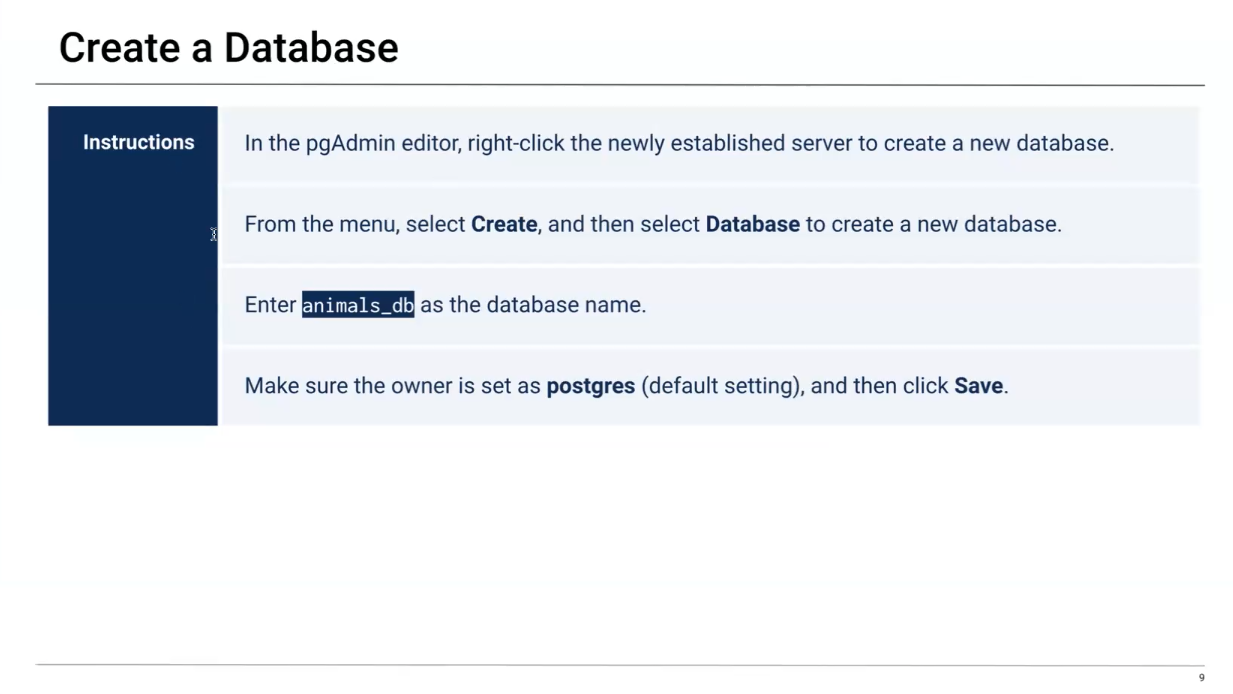 Create a Database
Instructions
In the pgAdmin editor, right-click the newly established server to create a new database.
From the menu, select Create, and then select Database to create a new database.
Enter animals_db as the database name.
Make sure the owner is set as postgres (default setting), and then click Save.
9